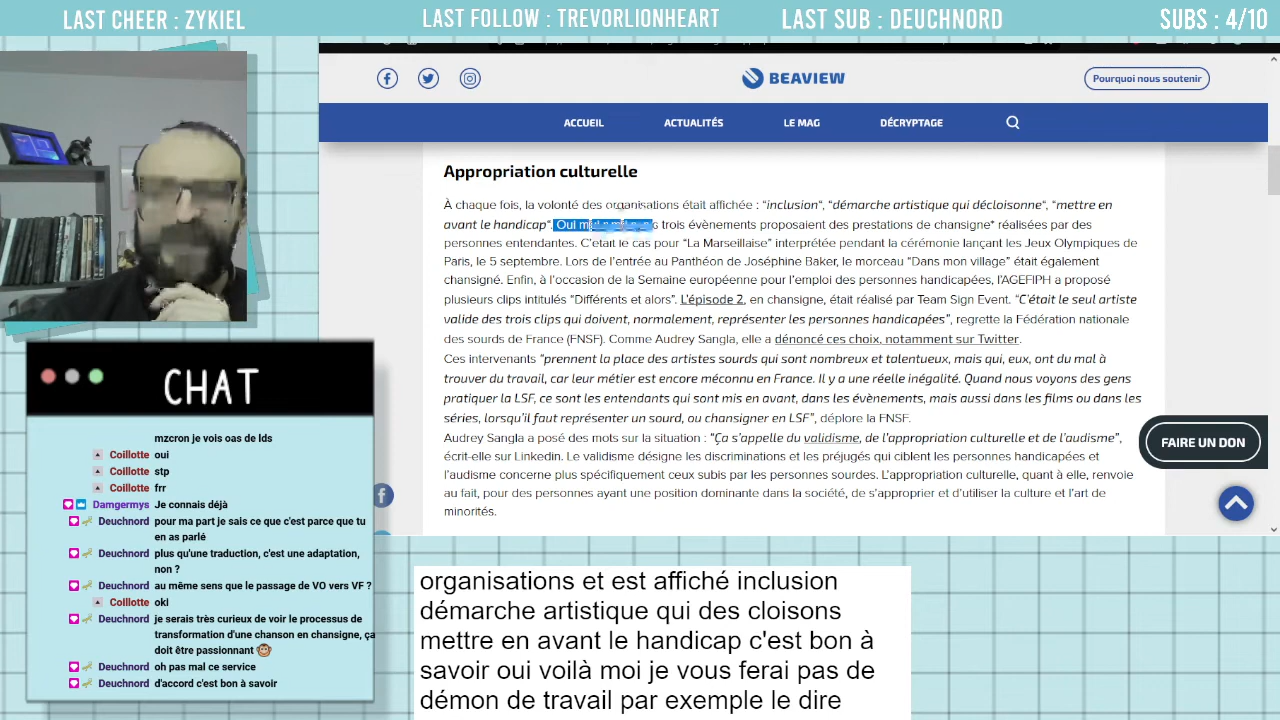 LAST CHEER : ZYKIEL
LAST FOLLOW : TREVORLIONHEART
LAST SUB : DEUCHNORD
SUBS : 4/10
BEAVIEW
Pourquoi nous soutenir
ACCUEIL
ACTUALITÉS
LE MAG
DÉCRYPTAGE
Appropriation culturelle
À chaque fois, la volonté des organisations était affichée : “inclusion“, “démarche artistique qui décloisonne“, “mettre en
avant le handicap“. Oui trois évènements proposaient des prestations de chansigne* réalisées par des
personnes entendantes. C’était le cas pour “La Marseillaise” interprétée pendant la cérémonie lançant les Jeux Olympiques de
Paris, le 5 septembre. Lors de l’entrée au Panthéon de Joséphine Baker, le morceau “Dans mon village” était également
chansigné. Enfin, à l’occasion de la Semaine européenne pour l’emploi des personnes handicapées, l’AGEFIPH a proposé
plusieurs clips intitulés “Différents et alors”. L’épisode 2, en chansigne, était réalisé par Team Sign Event. “C’était le seul artiste
valide des trois clips qui doivent, normalement, représenter les personnes handicapées”, regrette la Fédération nationale
des sourds de France (FNSF). Comme Audrey Sangla, elle a dénoncé ces choix, notamment sur Twitter.
Ces intervenants “prennent la place des artistes sourds qui sont nombreux et talentueux, mais qui, eux, ont du mal à
trouver du travail, car leur métier est encore méconnu en France. Il y a une réelle inégalité. Quand nous voyons des gens
pratiquer la LSF, ce sont les entendants qui sont mis en avant, dans les évènements, mais aussi dans les films ou dans les
séries, lorsqu’il faut représenter un sourd, ou chansigner en LSF”, déplore la FNSF.
Audrey Sangla a posé des mots sur la situation : “Ça s’appelle du validisme, de l’appropriation culturelle et de l’audisme”,
écrit-elle sur Linkedin. Le validisme désigne les discriminations et les préjugés qui ciblent les personnes handicapées et
l’audisme concerne plus spécifiquement ceux subis par les personnes sourdes. L’appropriation culturelle, quant à elle, renvoie
au fait, pour des personnes ayant une position dominante dans la société, de s’approprier et d’utiliser la culture et l’art de
minorités.
FAIRE UN DON
CHAT
mzcron je vois oas de lds
Coillotte oui
Coillotte stp
Coillotte frr
Damgermys Je connais déjà
Deuchnord pour ma part je sais ce que c'est parce que tu
en as parlé
Deuchnord plus qu'une traduction, c'est une adaptation,
non ?
Deuchnord au même sens que le passage de VO vers VF ?
Coillotte okI
Deuchnord je serais très curieux de voir le processus de
transformation d'une chanson en chansigne, ça
doit être passionnant
Deuchnord oh pas mal ce service
Deuchnord d'accord c'est bon à savoir
organisations et est affiché inclusion
démarche artistique qui des cloisons
mettre en avant le handicap c'est bon à
savoir oui voilà moi je vous ferai pas de
démon de travail par exemple le dire